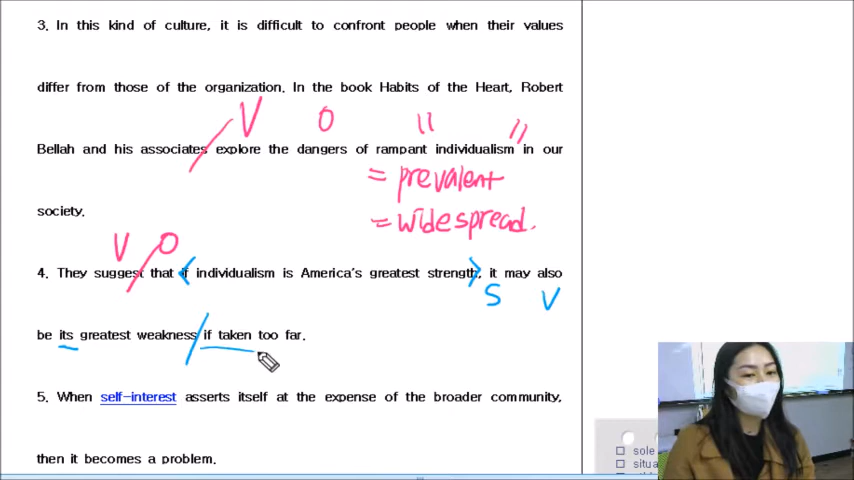 3. In this kind of culture, it is difficult to confront people when their values
differ from those of the organization. In the book Habits of the Heart, Robert
V O " "
Bellah and his associates explore the dangers of rampant individualism in our
= prevalent
society.
= widespread.
V O
4. They suggest that if individualism is America's greatest strength, it may also
S V
be its greatest weakness if taken too far.
5. When self-interest asserts itself at the expense of the broader community,
then it becomes a problem.
sole
situa